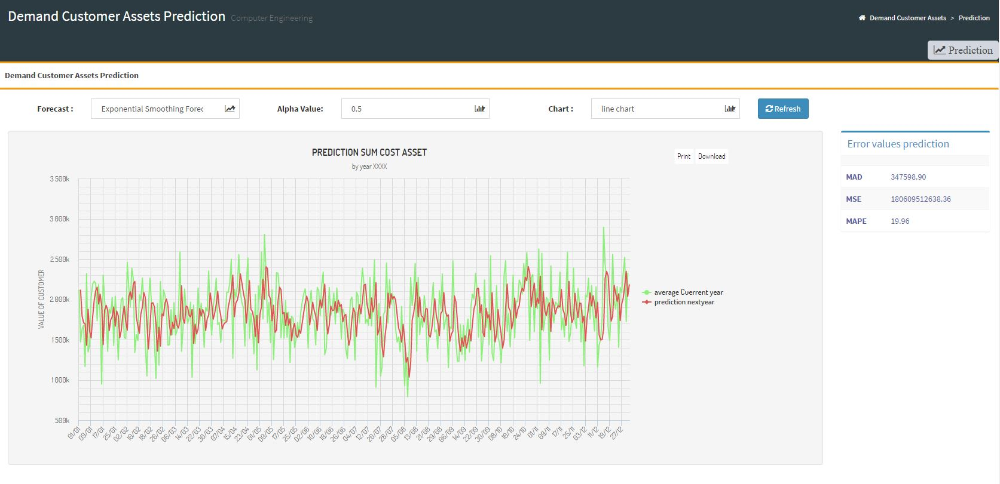 Demand Customer Assets Prediction Computer Engineering
Demand Customer Assets > Prediction
Prediction
Demand Customer Assets Prediction
Forecast : Exponential Smoothing Forec Alpha Value: 0.5 Chart : line chart Refresh
PREDICTION SUM COST ASSET
by year XXXX
Print Download
Error values prediction
MAD 347598.90
MSE 180609512638.36
MAPE 19.96
VALUE OF CUSTOMER
3 500k
3 000k
2 500k
2 000k
1 500k
1 000k
500k
average Cuerrent year
prediction nextyear
01/01 09/01 17/01 25/01 02/02 10/02 18/02 26/02 06/03 14/03 22/03 30/03 07/04 15/04 23/04 01/05 09/05 17/05 25/05 02/06 10/06 18/06 26/06 04/07 12/07 20/07 28/07 05/08 13/08 21/08 29/08 06/09 14/09 22/09 30/09 08/10 16/10 24/10 01/11 09/11 17/11 25/11 03/12 11/12 19/12 27/12